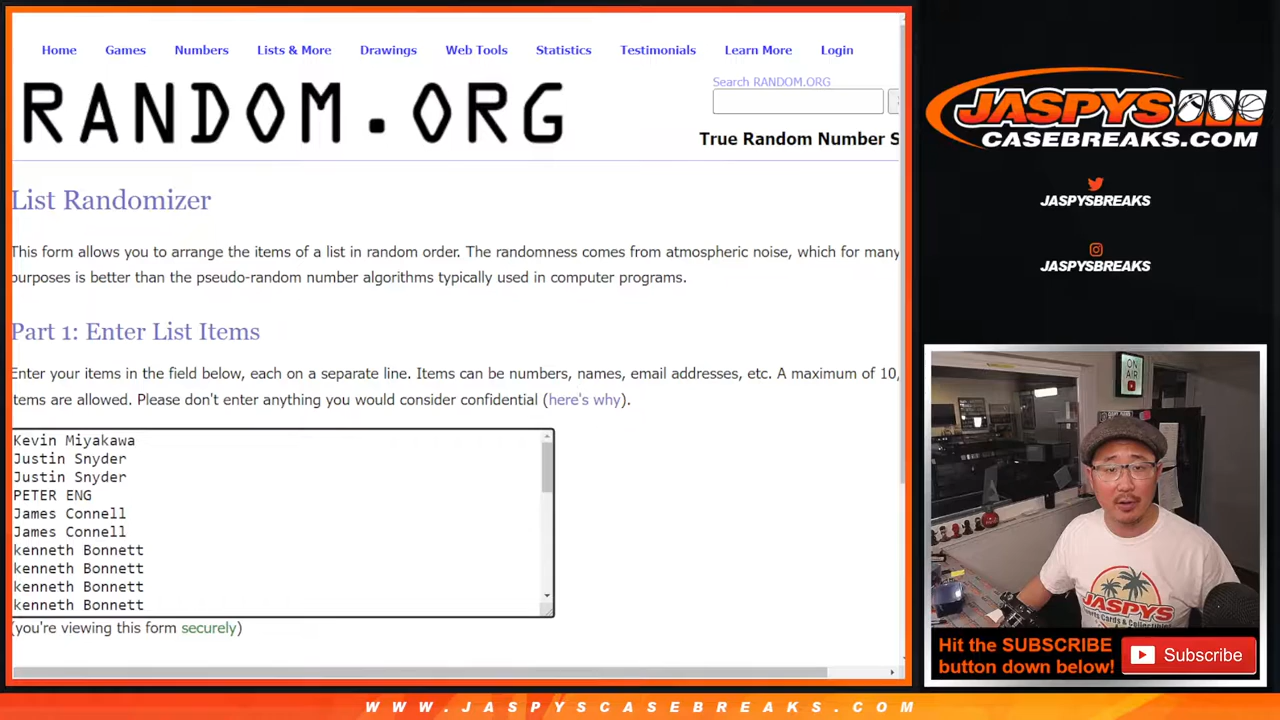 Home Games Numbers Lists & More Drawings Web Tools Statistics Testimonials Learn More Login
Search RANDOM.ORG
RANDOM.ORG
True Random Number S
List Randomizer
This form allows you to arrange the items of a list in random order. The randomness comes from atmospheric noise, which for many
purposes is better than the pseudo-random number algorithms typically used in computer programs.
Part 1: Enter List Items
Enter your items in the field below, each on a separate line. Items can be numbers, names, email addresses, etc. A maximum of 10,
items are allowed. Please don't enter anything you would consider confidential (here's why).
Kevin Miyakawa
Justin Snyder
Justin Snyder
PETER ENG
James Connell
James Connell
kenneth Bonnett
kenneth Bonnett
kenneth Bonnett
kenneth Bonnett
(you're viewing this form securely)
JASPYS
CASEBREAKS.COM
JASPYSBREAKS
JASPYSBREAKS
ON
AIR
JASPYS
Hit the SUBSCRIBE
button down below!
Subscribe
WWW.JASPYSCASEBREAKS.COM